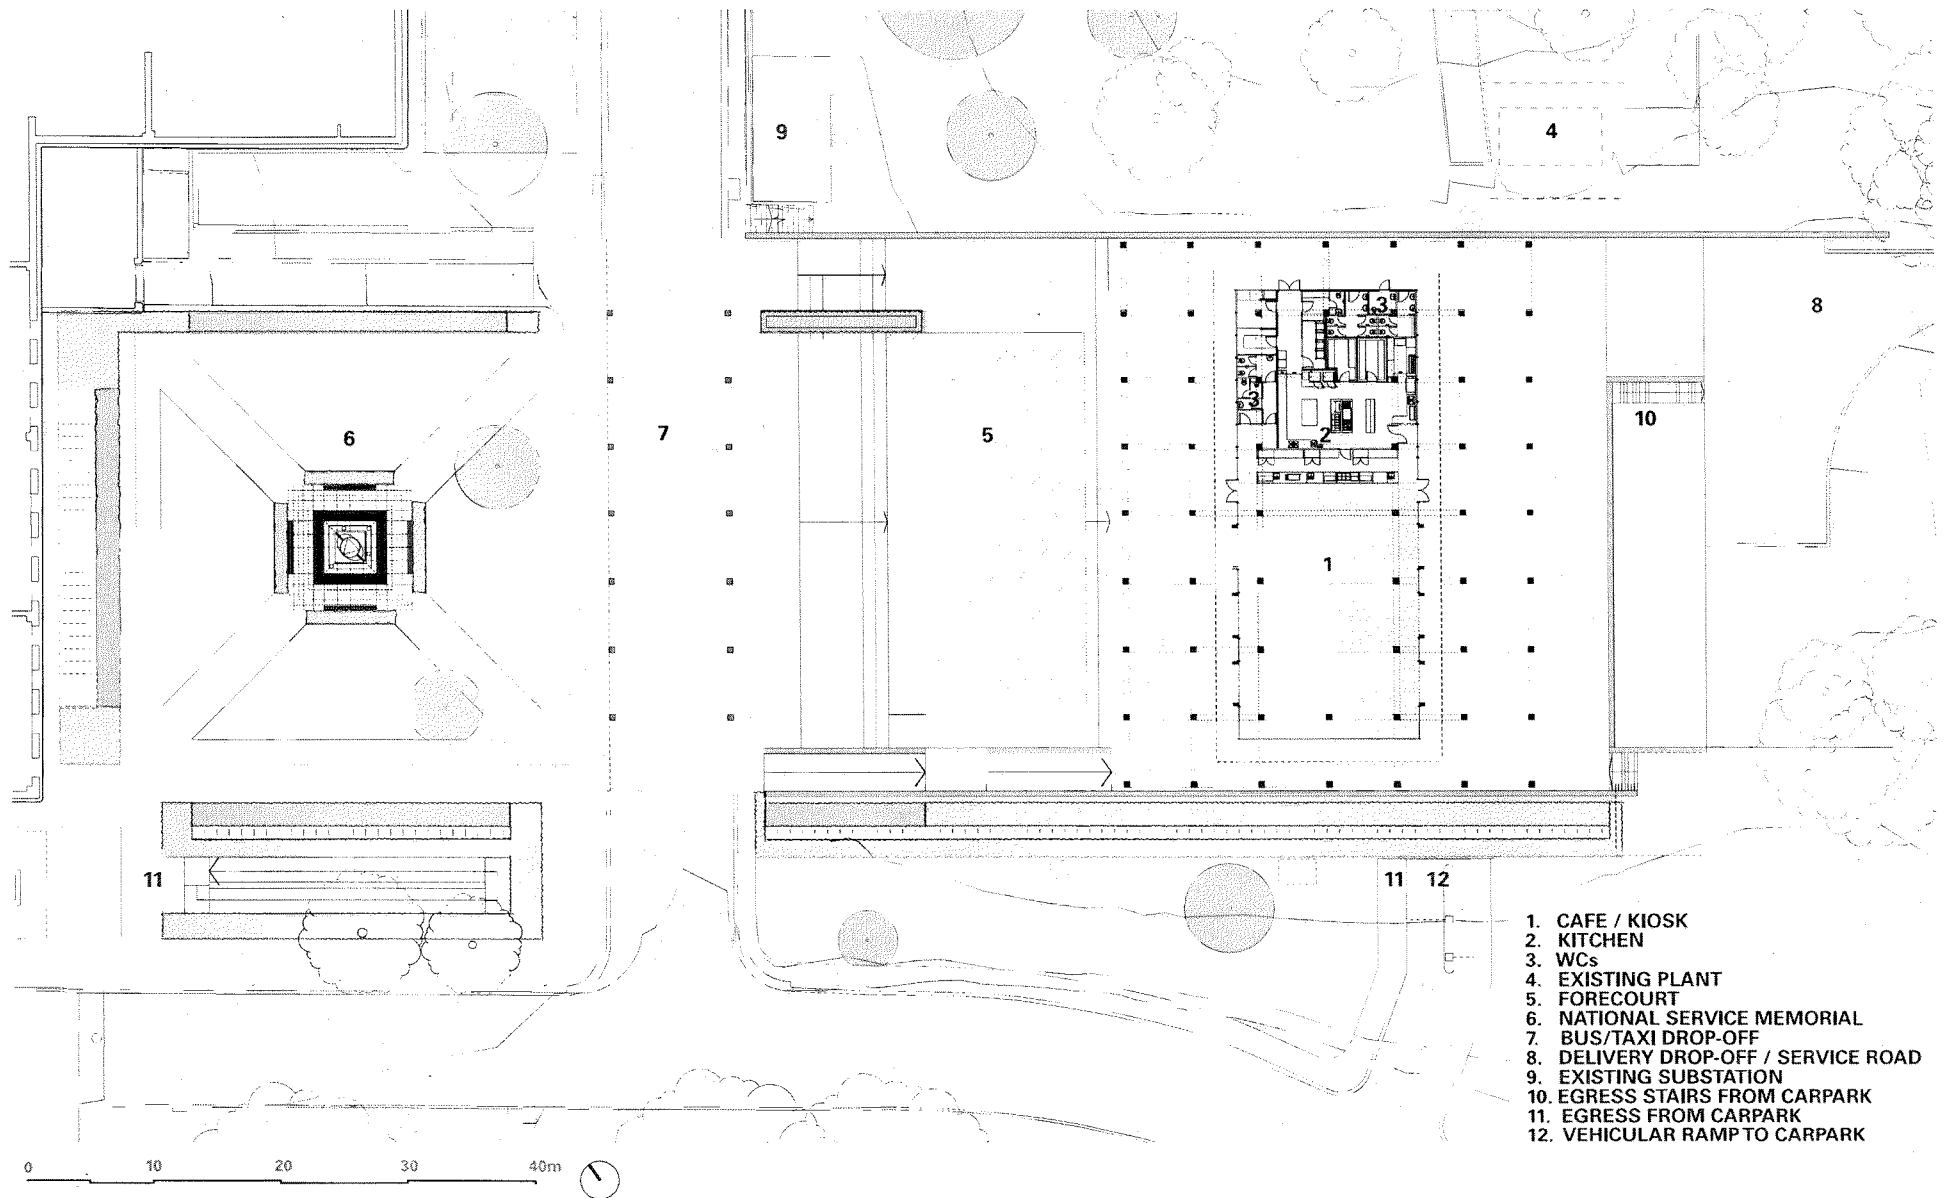 9
4
3
8
10
3
6
7
5
2
1
11
11 12
1. CAFE / KIOSK
2. KITCHEN
3. WCs
4. EXISTING PLANT
5. FORECOURT
6. NATIONAL SERVICE MEMORIAL
7. BUS/TAXI DROP-OFF
8. DELIVERY DROP-OFF / SERVICE ROAD
9. EXISTING SUBSTATION
10. EGRESS STAIRS FROM CARPARK
11. EGRESS FROM CARPARK
12. VEHICULAR RAMP TO CARPARK
0 10 20 30 40m